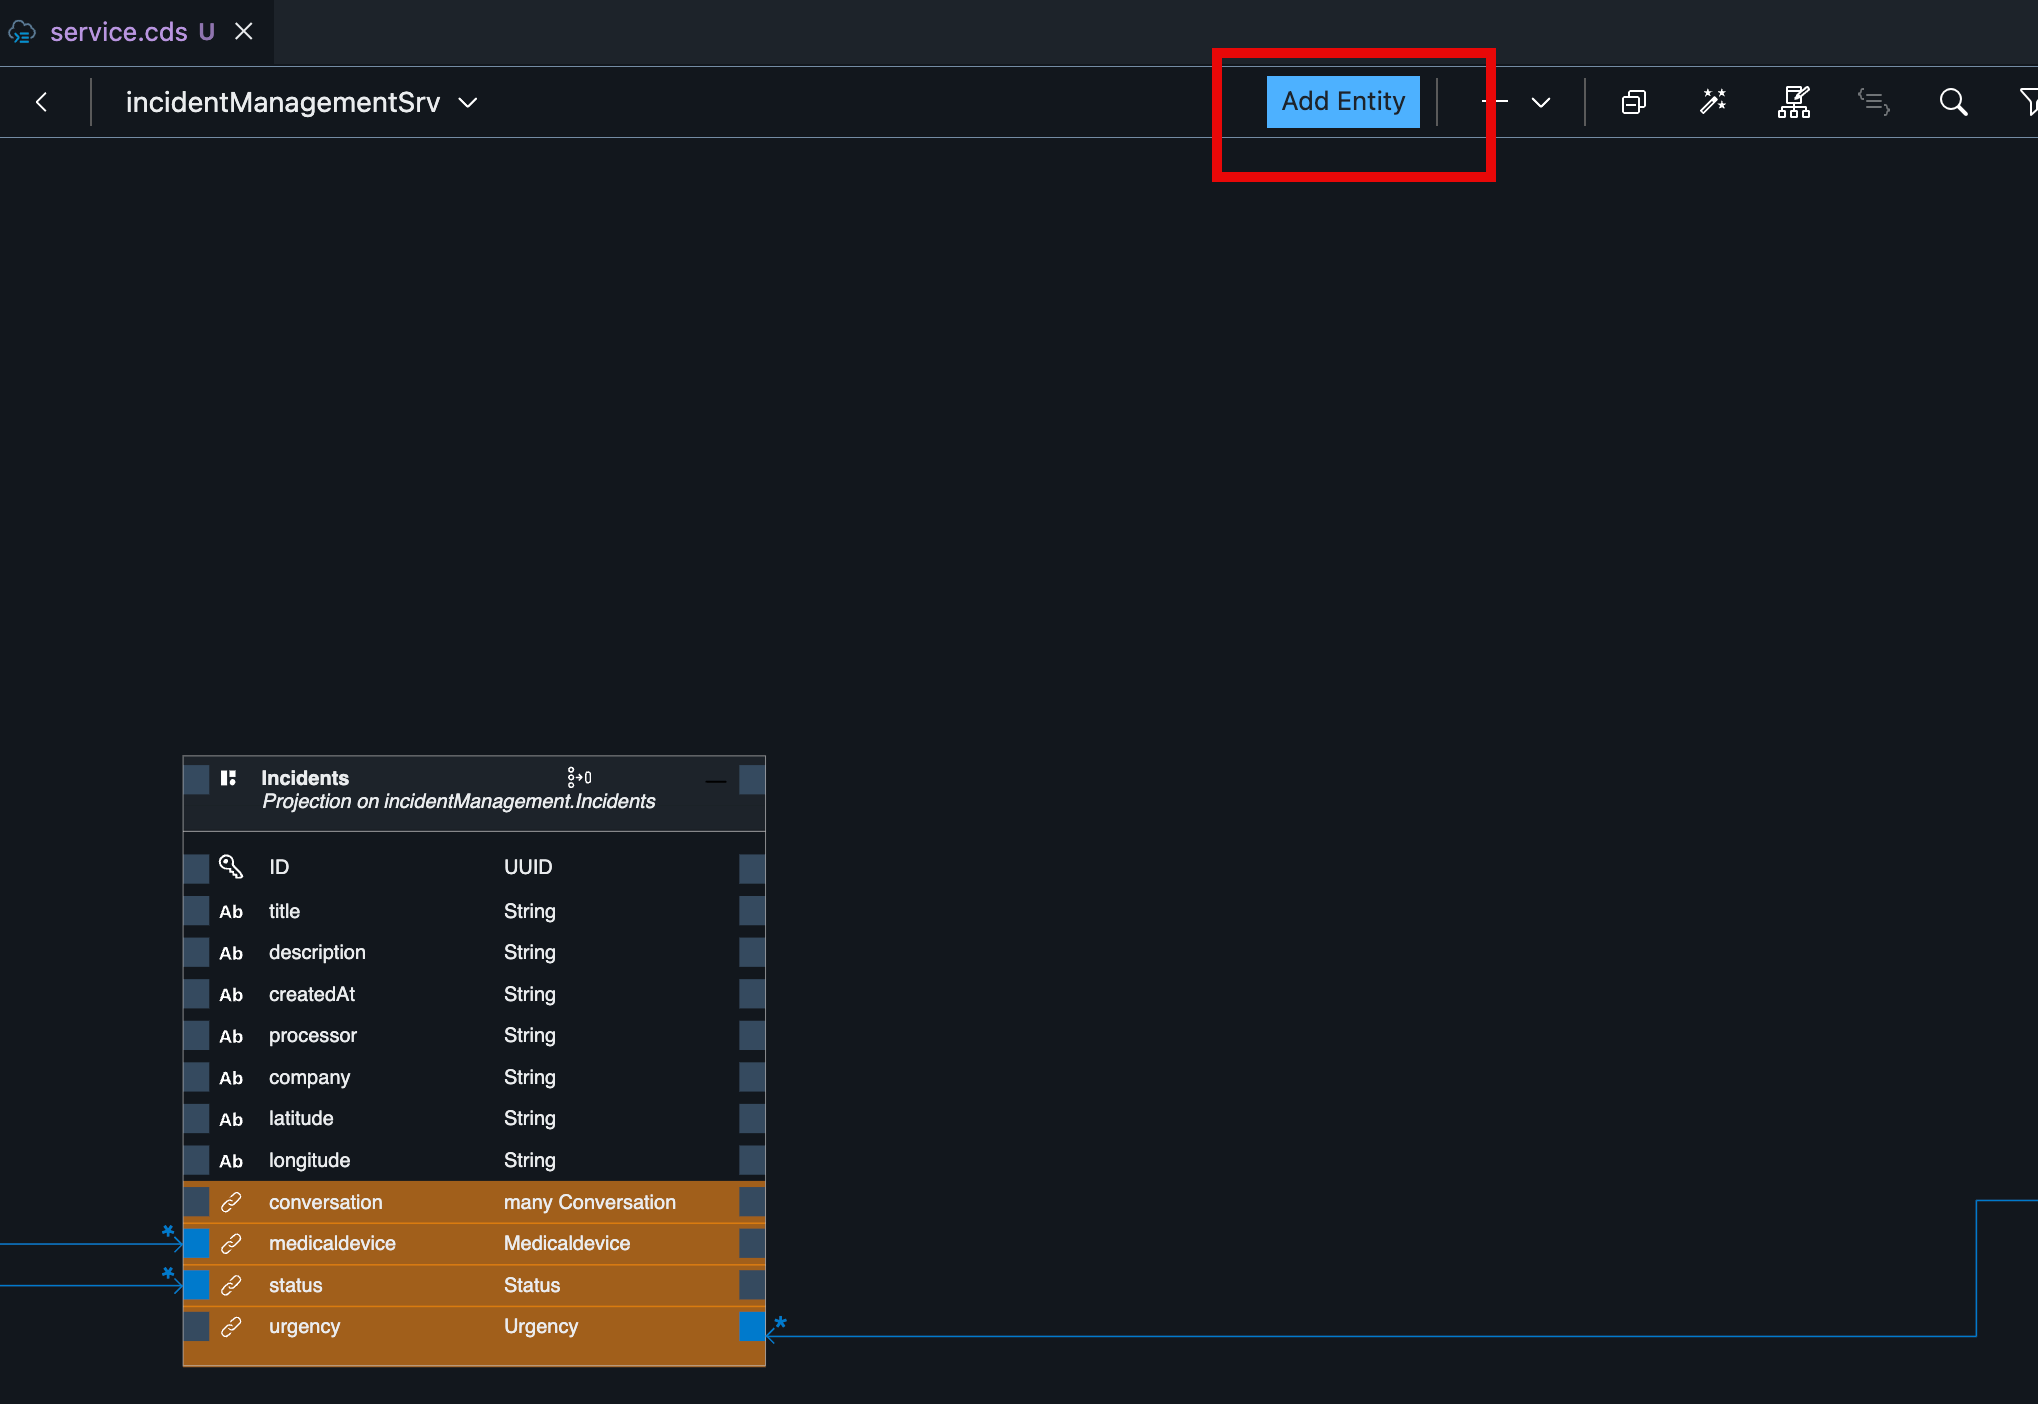 service.cds U
incidentManagementSrv
Add Entity
Incidents
Projection on incidentManagement.Incidents
ID UUID
Ab title String
Ab description String
Ab createdAt String
Ab processor String
Ab company String
Ab latitude String
Ab longitude String
conversation many Conversation
* medicaldevice Medicaldevice
* status Status
urgency Urgency *